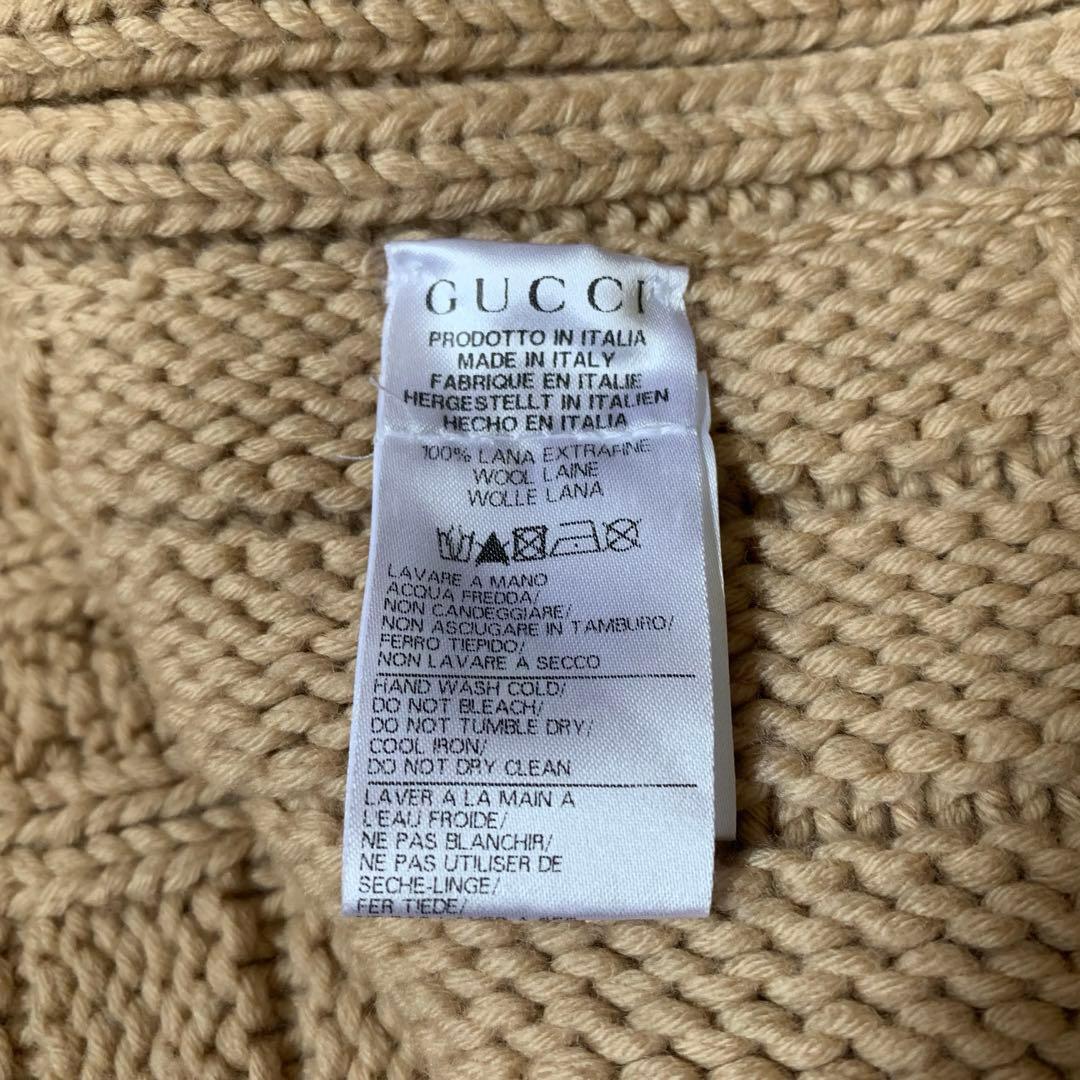 GUCCI
PRODOTTO IN ITALIA
MADE IN ITALY
FABRIQUE EN ITALIE
HERGESTELLT IN ITALIEN
HECHO EN ITALIA
100% LANA EXTRAFINE
WOOL LAINE
WOLLE LANA
LAVARE A MANO
ACQUA FREDDA/
NON CANDEGGIARE/
NON ASCIUGARE IN TAMBURO/
FERRO TIEPIDO/
NON LAVARE A SECCO
HAND WASH COLD/
DO NOT BLEACH/
DO NOT TUMBLE DRY/
COOL IRON/
DO NOT DRY CLEAN
LAVER A LA MAIN A
L'EAU FROIDE/
NE PAS BLANCHIR/
NE PAS UTILISER DE
SECHE-LINGE/
FER TIEDE/